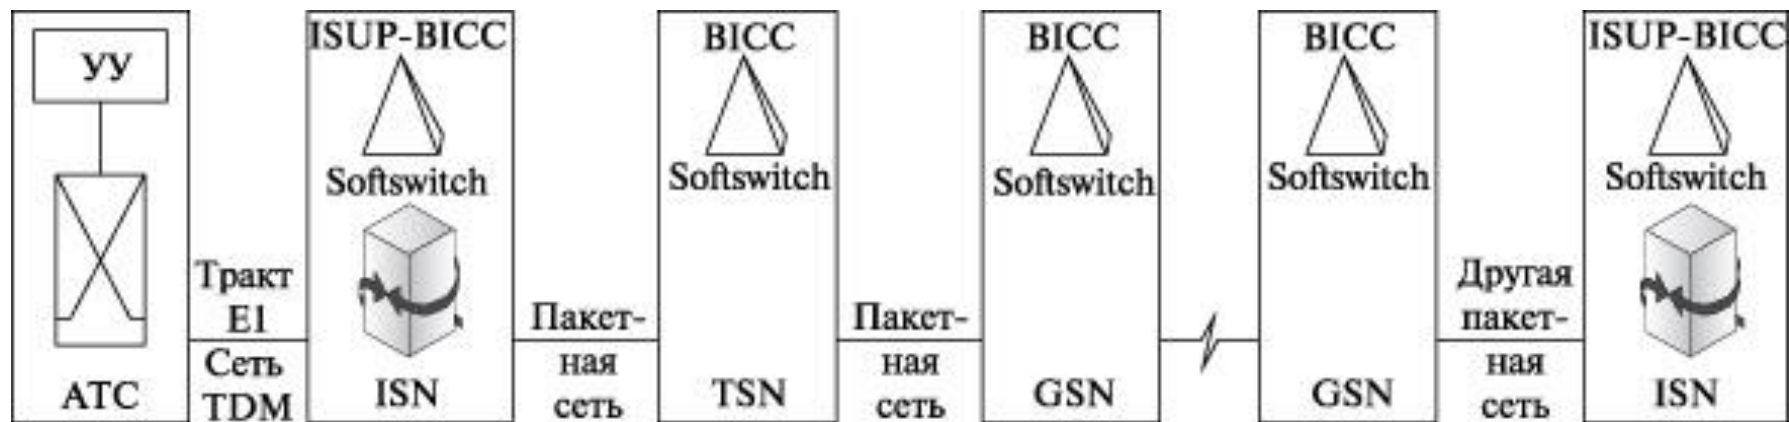 УУ
АТС
Тракт
Е1
Сеть
TDM
ISUP-BICC
Softswitch
ISN
Пакет-
ная
сеть
BICC
Softswitch
TSN
Пакет-
ная
сеть
BICC
Softswitch
GSN
BICC
Softswitch
GSN
Другая
пакет-
ная
сеть
ISUP-BICC
Softswitch
ISN